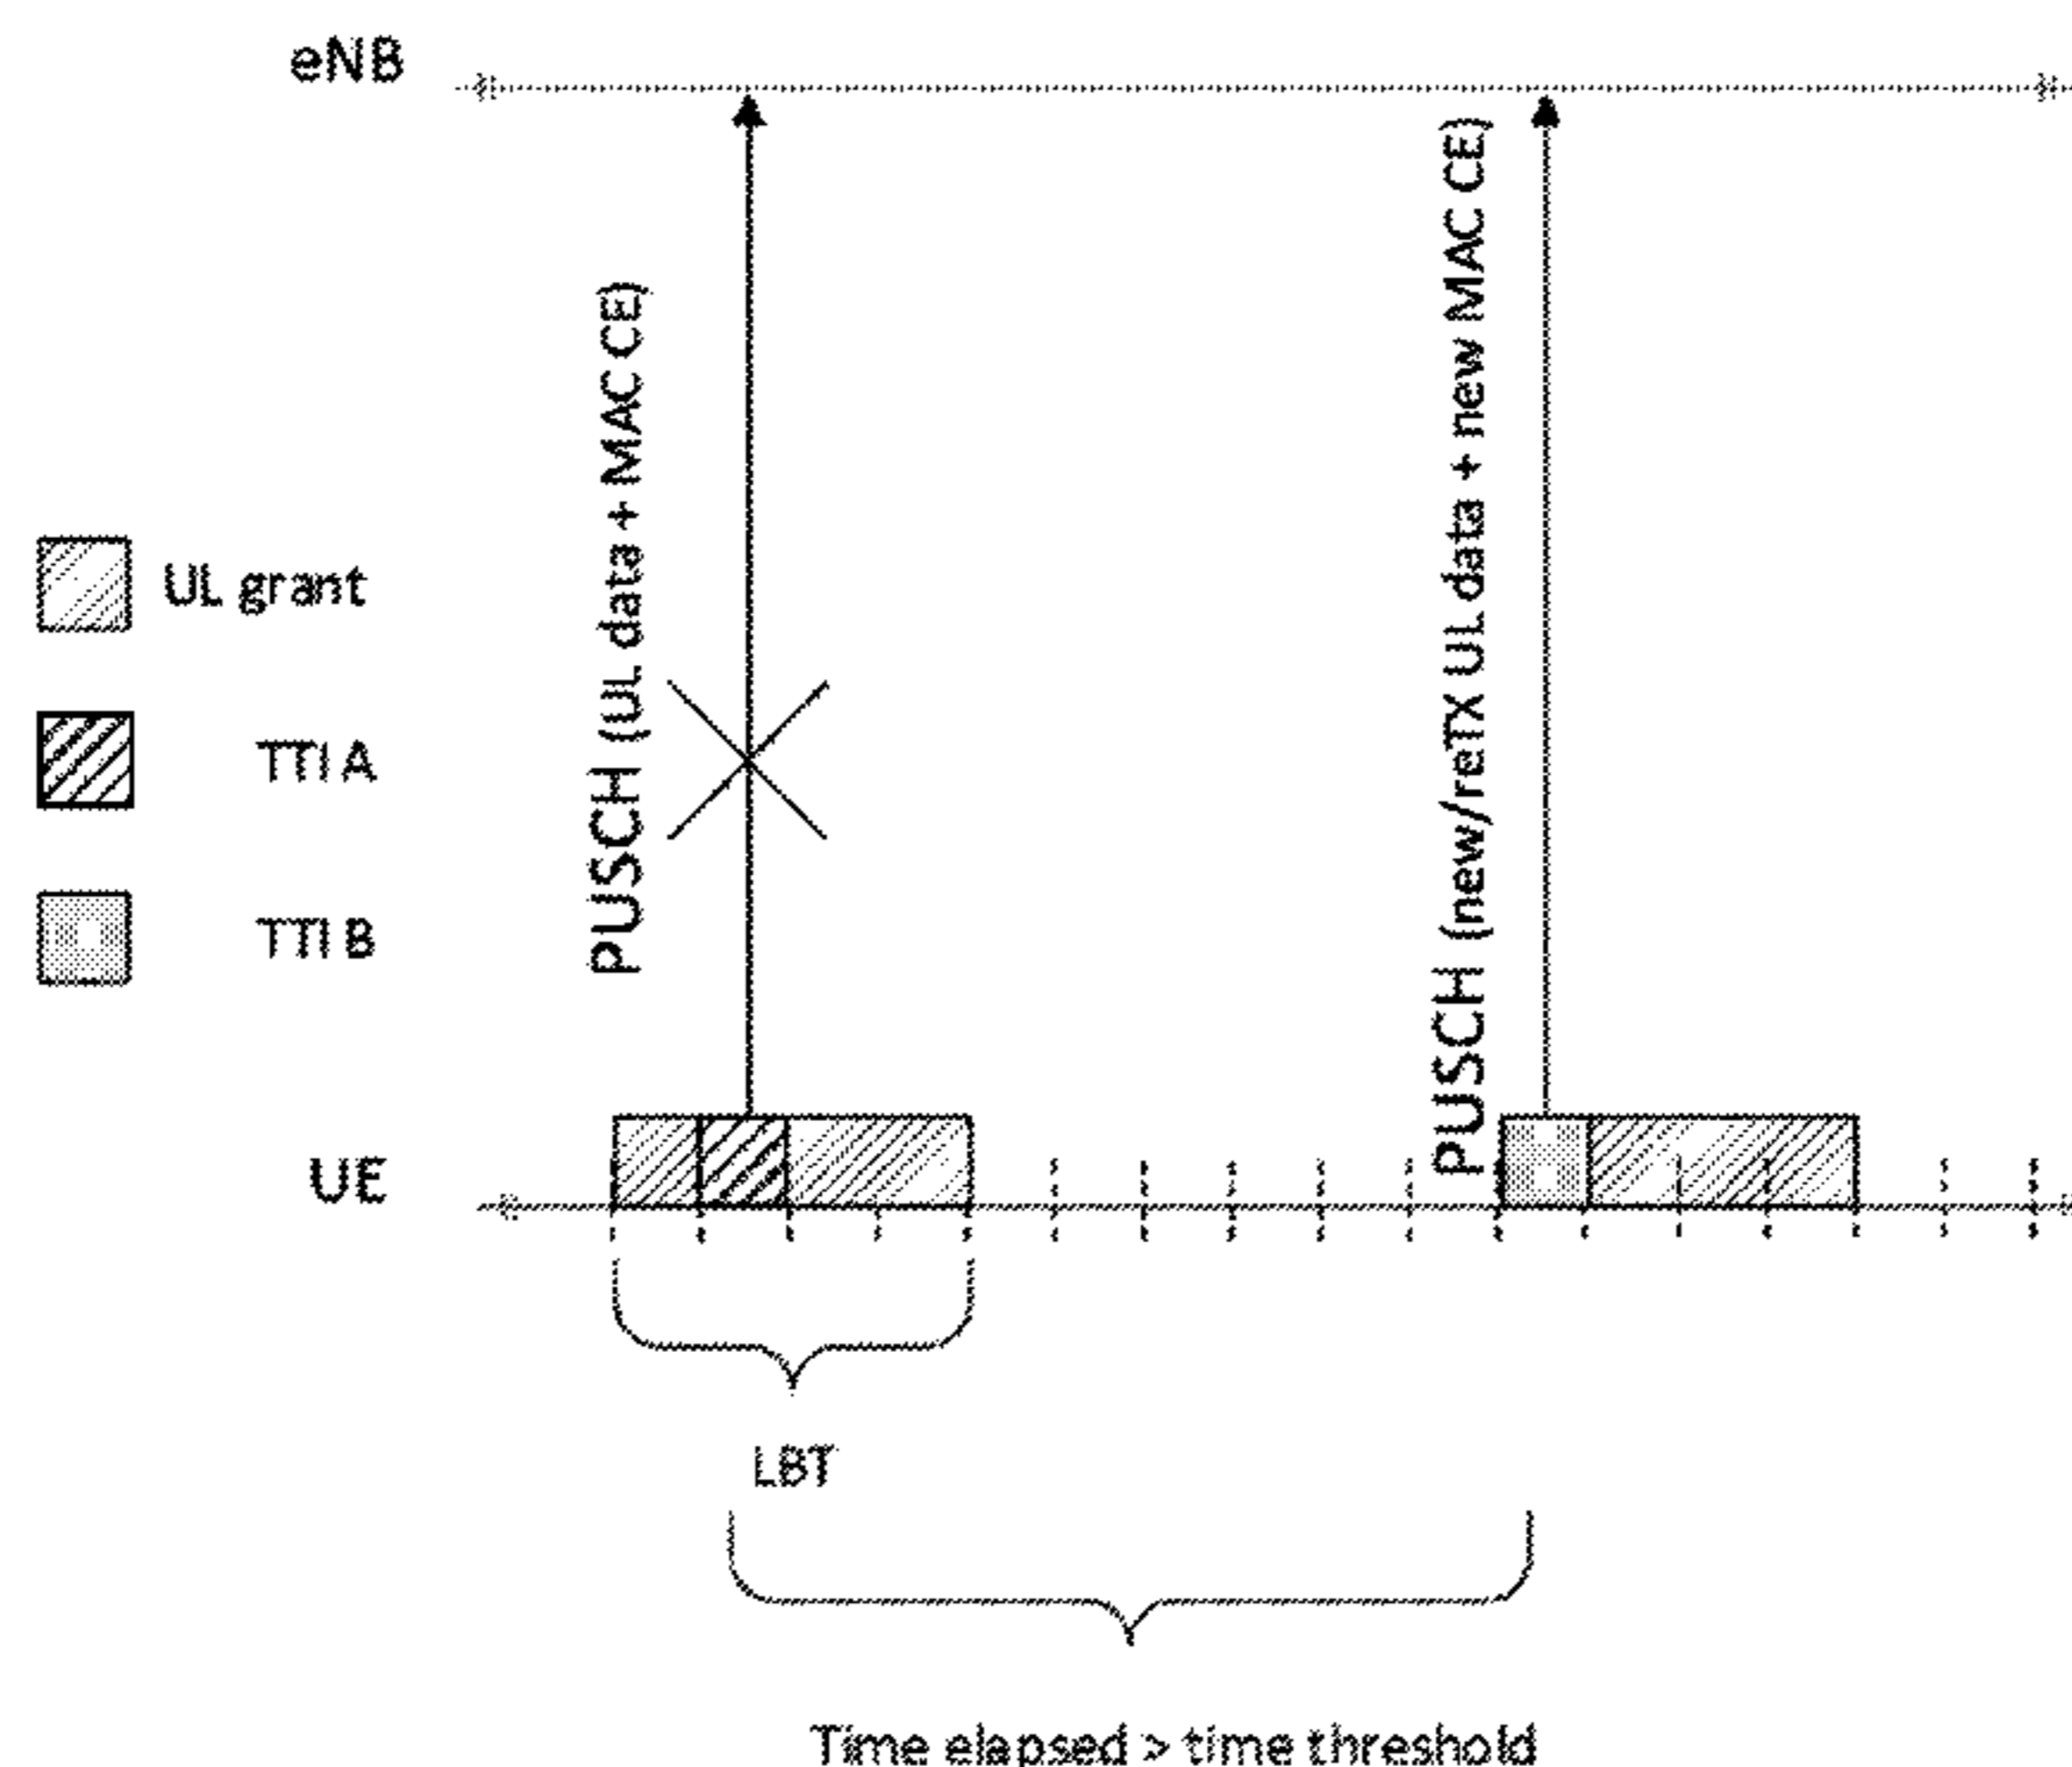 eNB
PUSCH (UL data + MAC CE)
PUSCH (new/reTX UL data + new MAC CE)
UL grant
TTI A
TTI B
UE
LBT
Time elapsed > time threshold